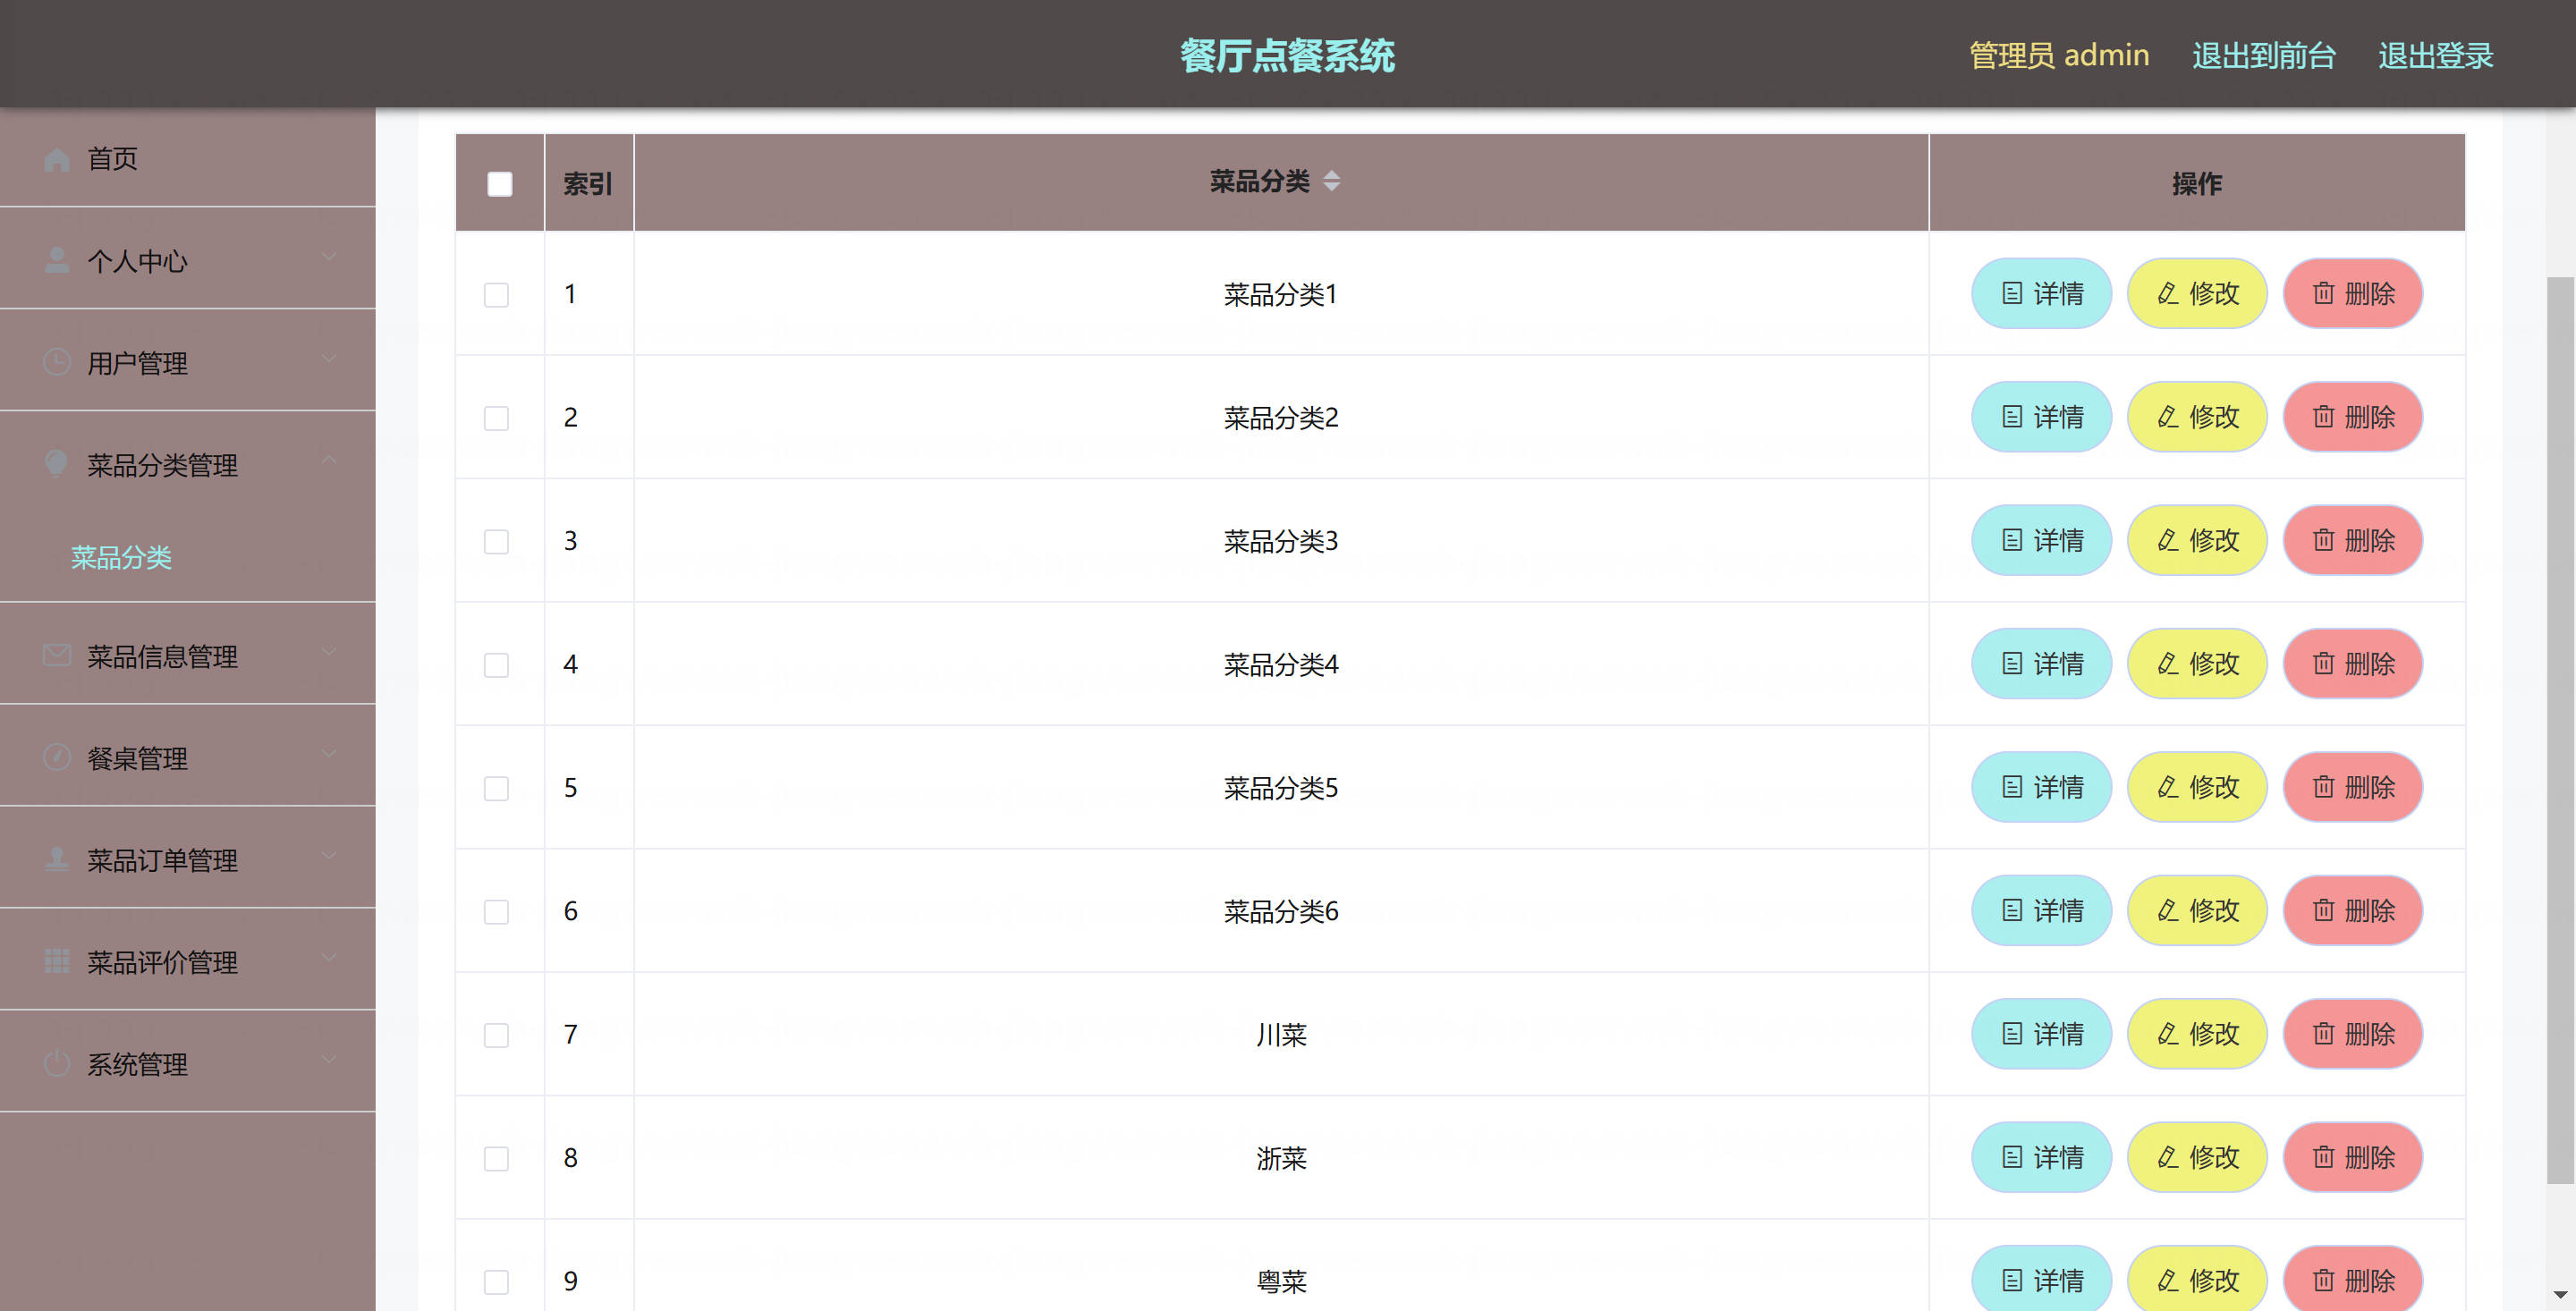 餐厅点餐系统
管理员 admin 退出到前台 退出登录
首页
个人中心
用户管理
菜品分类管理
菜品分类
菜品信息管理
餐桌管理
菜品订单管理
菜品评价管理
系统管理
索引 菜品分类 操作
1 菜品分类1 详情 修改 删除
2 菜品分类2 详情 修改 删除
3 菜品分类3 详情 修改 删除
4 菜品分类4 详情 修改 删除
5 菜品分类5 详情 修改 删除
6 菜品分类6 详情 修改 删除
7 川菜 详情 修改 删除
8 浙菜 详情 修改 删除
9 粤菜 详情 修改 删除